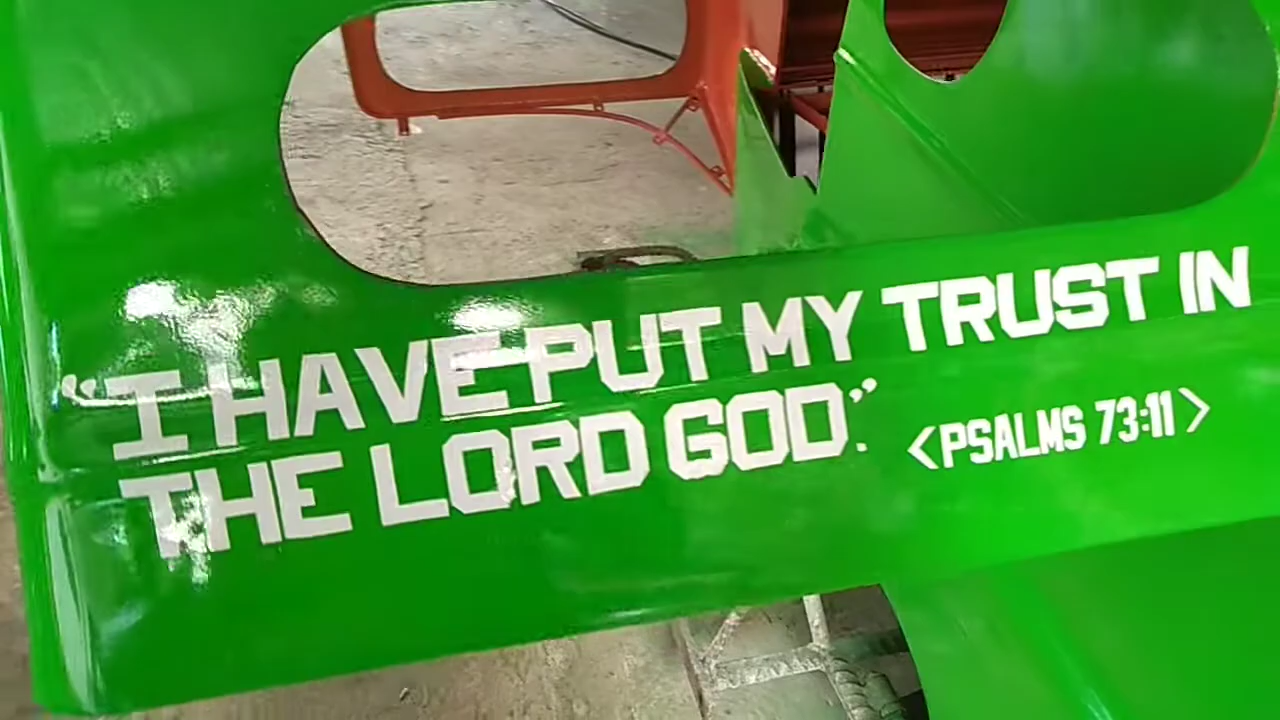 "I HAVE PUT MY TRUST IN
THE LORD GOD". <PSALMS 73:11>